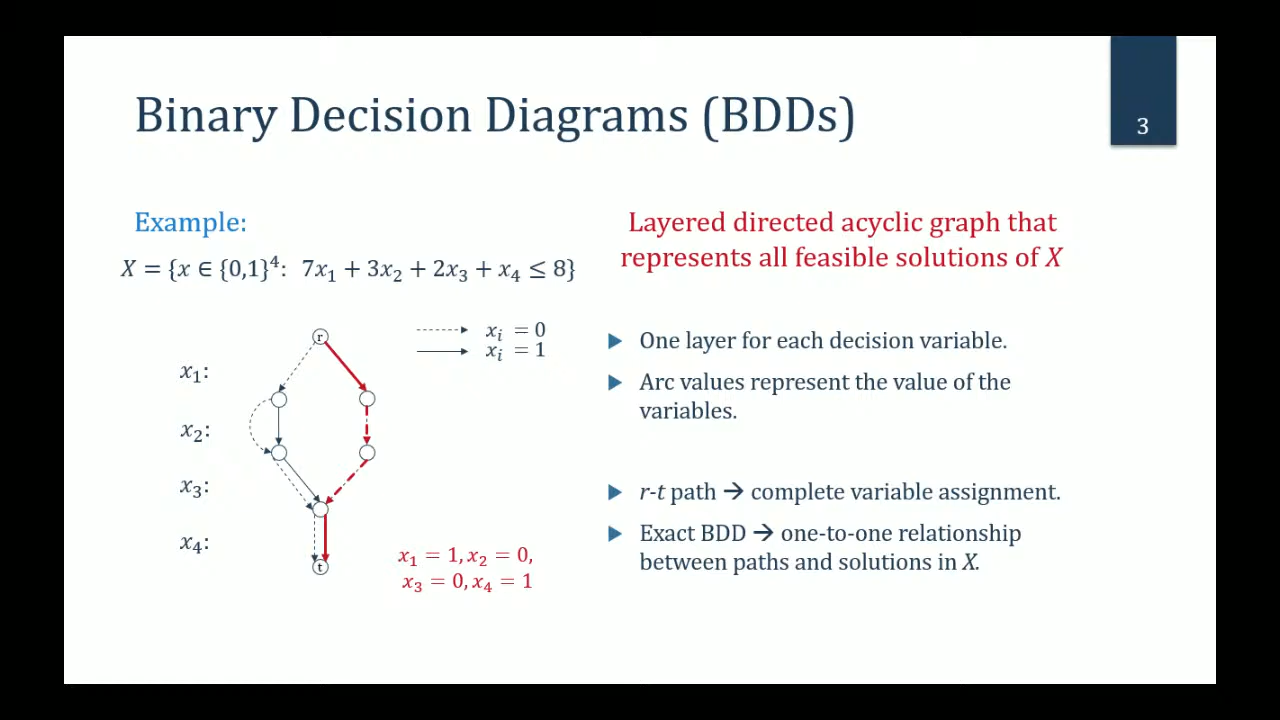 Binary Decision Diagrams (BDDs)
3
Example:
X = {x ∈ {0,1}⁴: 7x₁ + 3x₂ + 2x₃ + x₄ ≤ 8}
r
xᵢ = 0
xᵢ = 1
x₁:
x₂:
x₃:
x₄:
t
x₁ = 1, x₂ = 0,
x₃ = 0, x₄ = 1
Layered directed acyclic graph that
represents all feasible solutions of X
One layer for each decision variable.
Arc values represent the value of the
variables.
r-t path → complete variable assignment.
Exact BDD → one-to-one relationship
between paths and solutions in X.